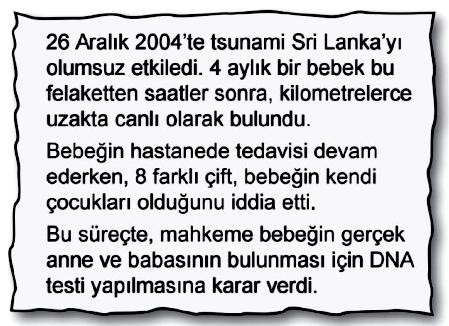 26 Aralık 2004'te tsunami Sri Lanka'yı
olumsuz etkiledi. 4 aylık bir bebek bu
felaketten saatler sonra, kilometrelerce
uzakta canlı olarak bulundu.
Bebeğin hastanede tedavisi devam
ederken, 8 farklı çift, bebeğin kendi
çocukları olduğunu iddia etti.
Bu süreçte, mahkeme bebeğin gerçek
anne ve babasının bulunması için DNA
testi yapılmasına karar verdi.